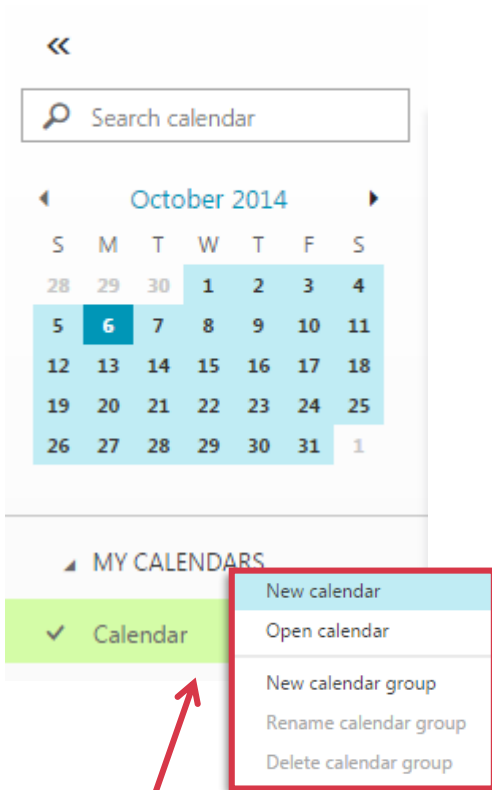 «
Search calendar
October 2014
S M T W T F S
28 29 30 1 2 3 4
5 6 7 8 9 10 11
12 13 14 15 16 17 18
19 20 21 22 23 24 25
26 27 28 29 30 31 1
MY CALENDARS
Calendar
New calendar
Open calendar
New calendar group
Rename calendar group
Delete calendar group